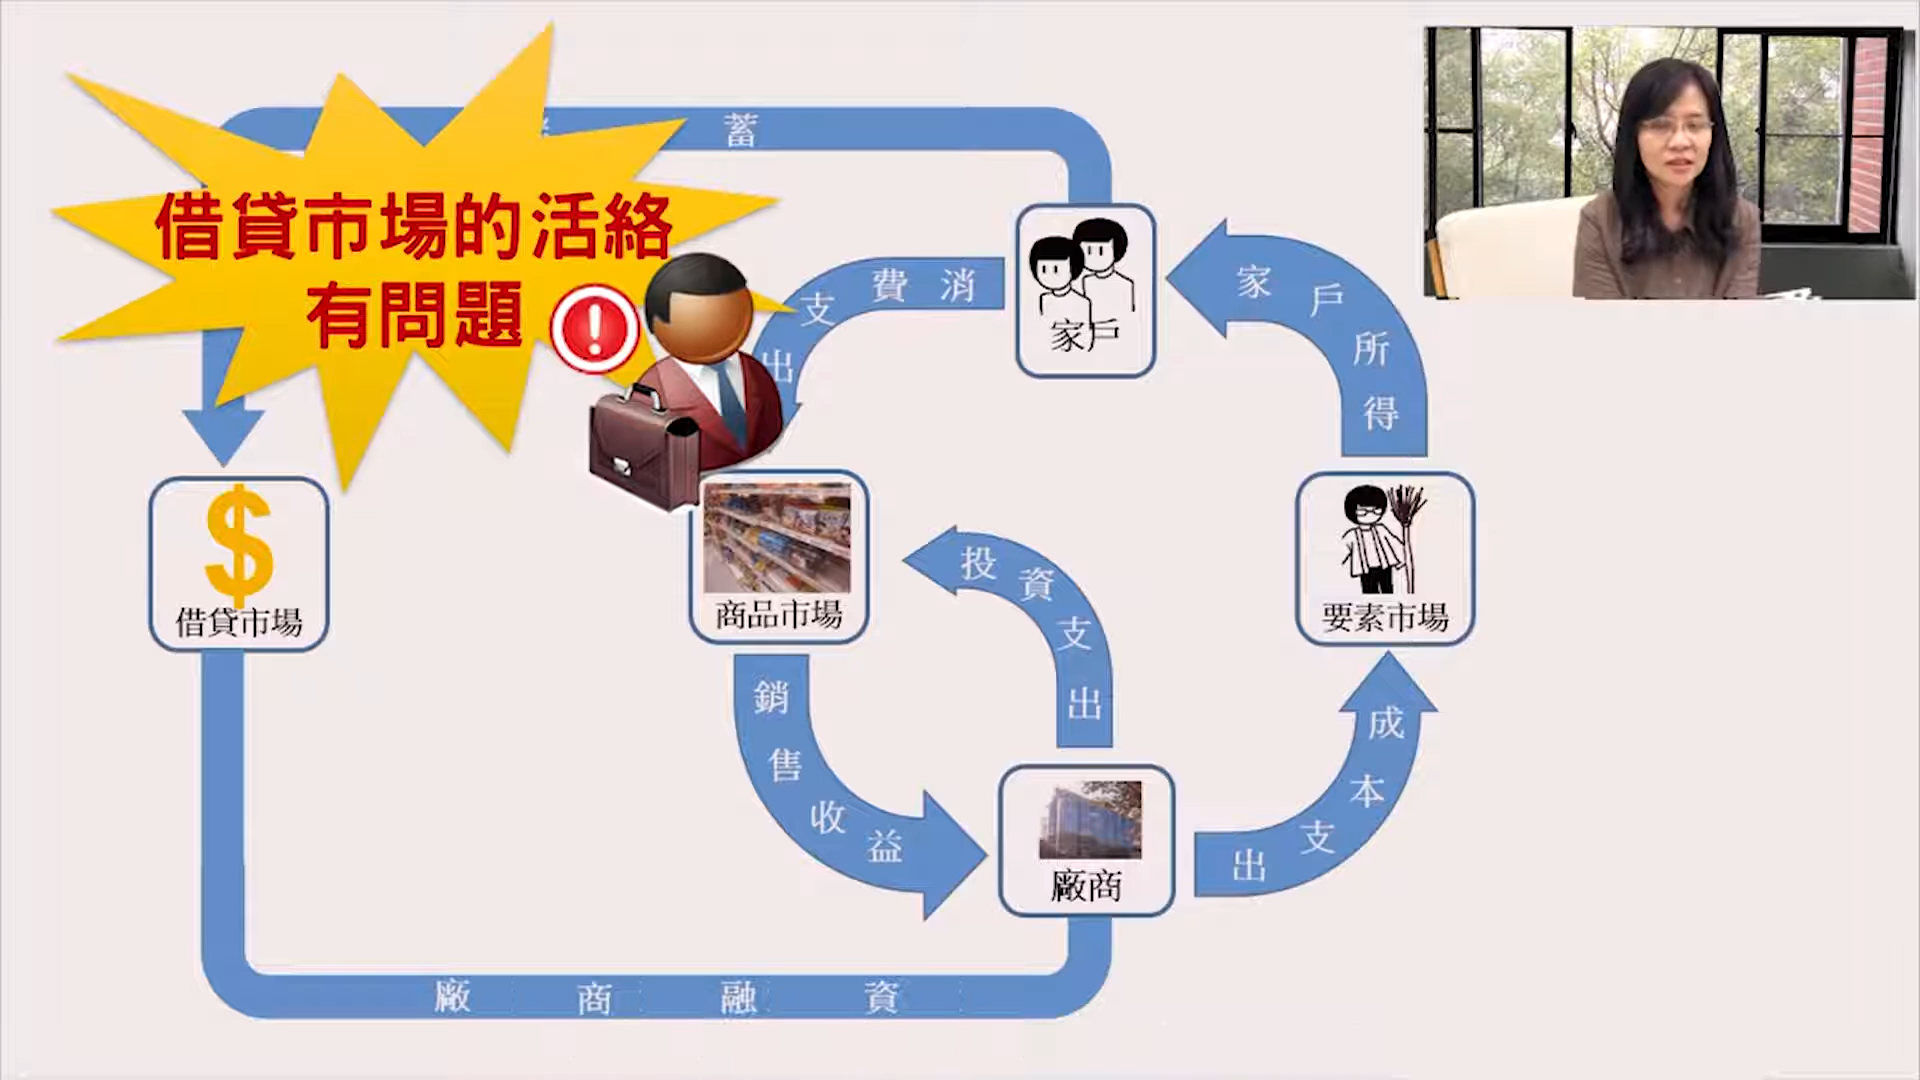 蓄
借貸市場的活絡
有問題
消費支出
家戶
家戶所得
$
借貸市場
商品市場
投資支出
要素市場
銷售收益
成本支出
廠商
廠商融資